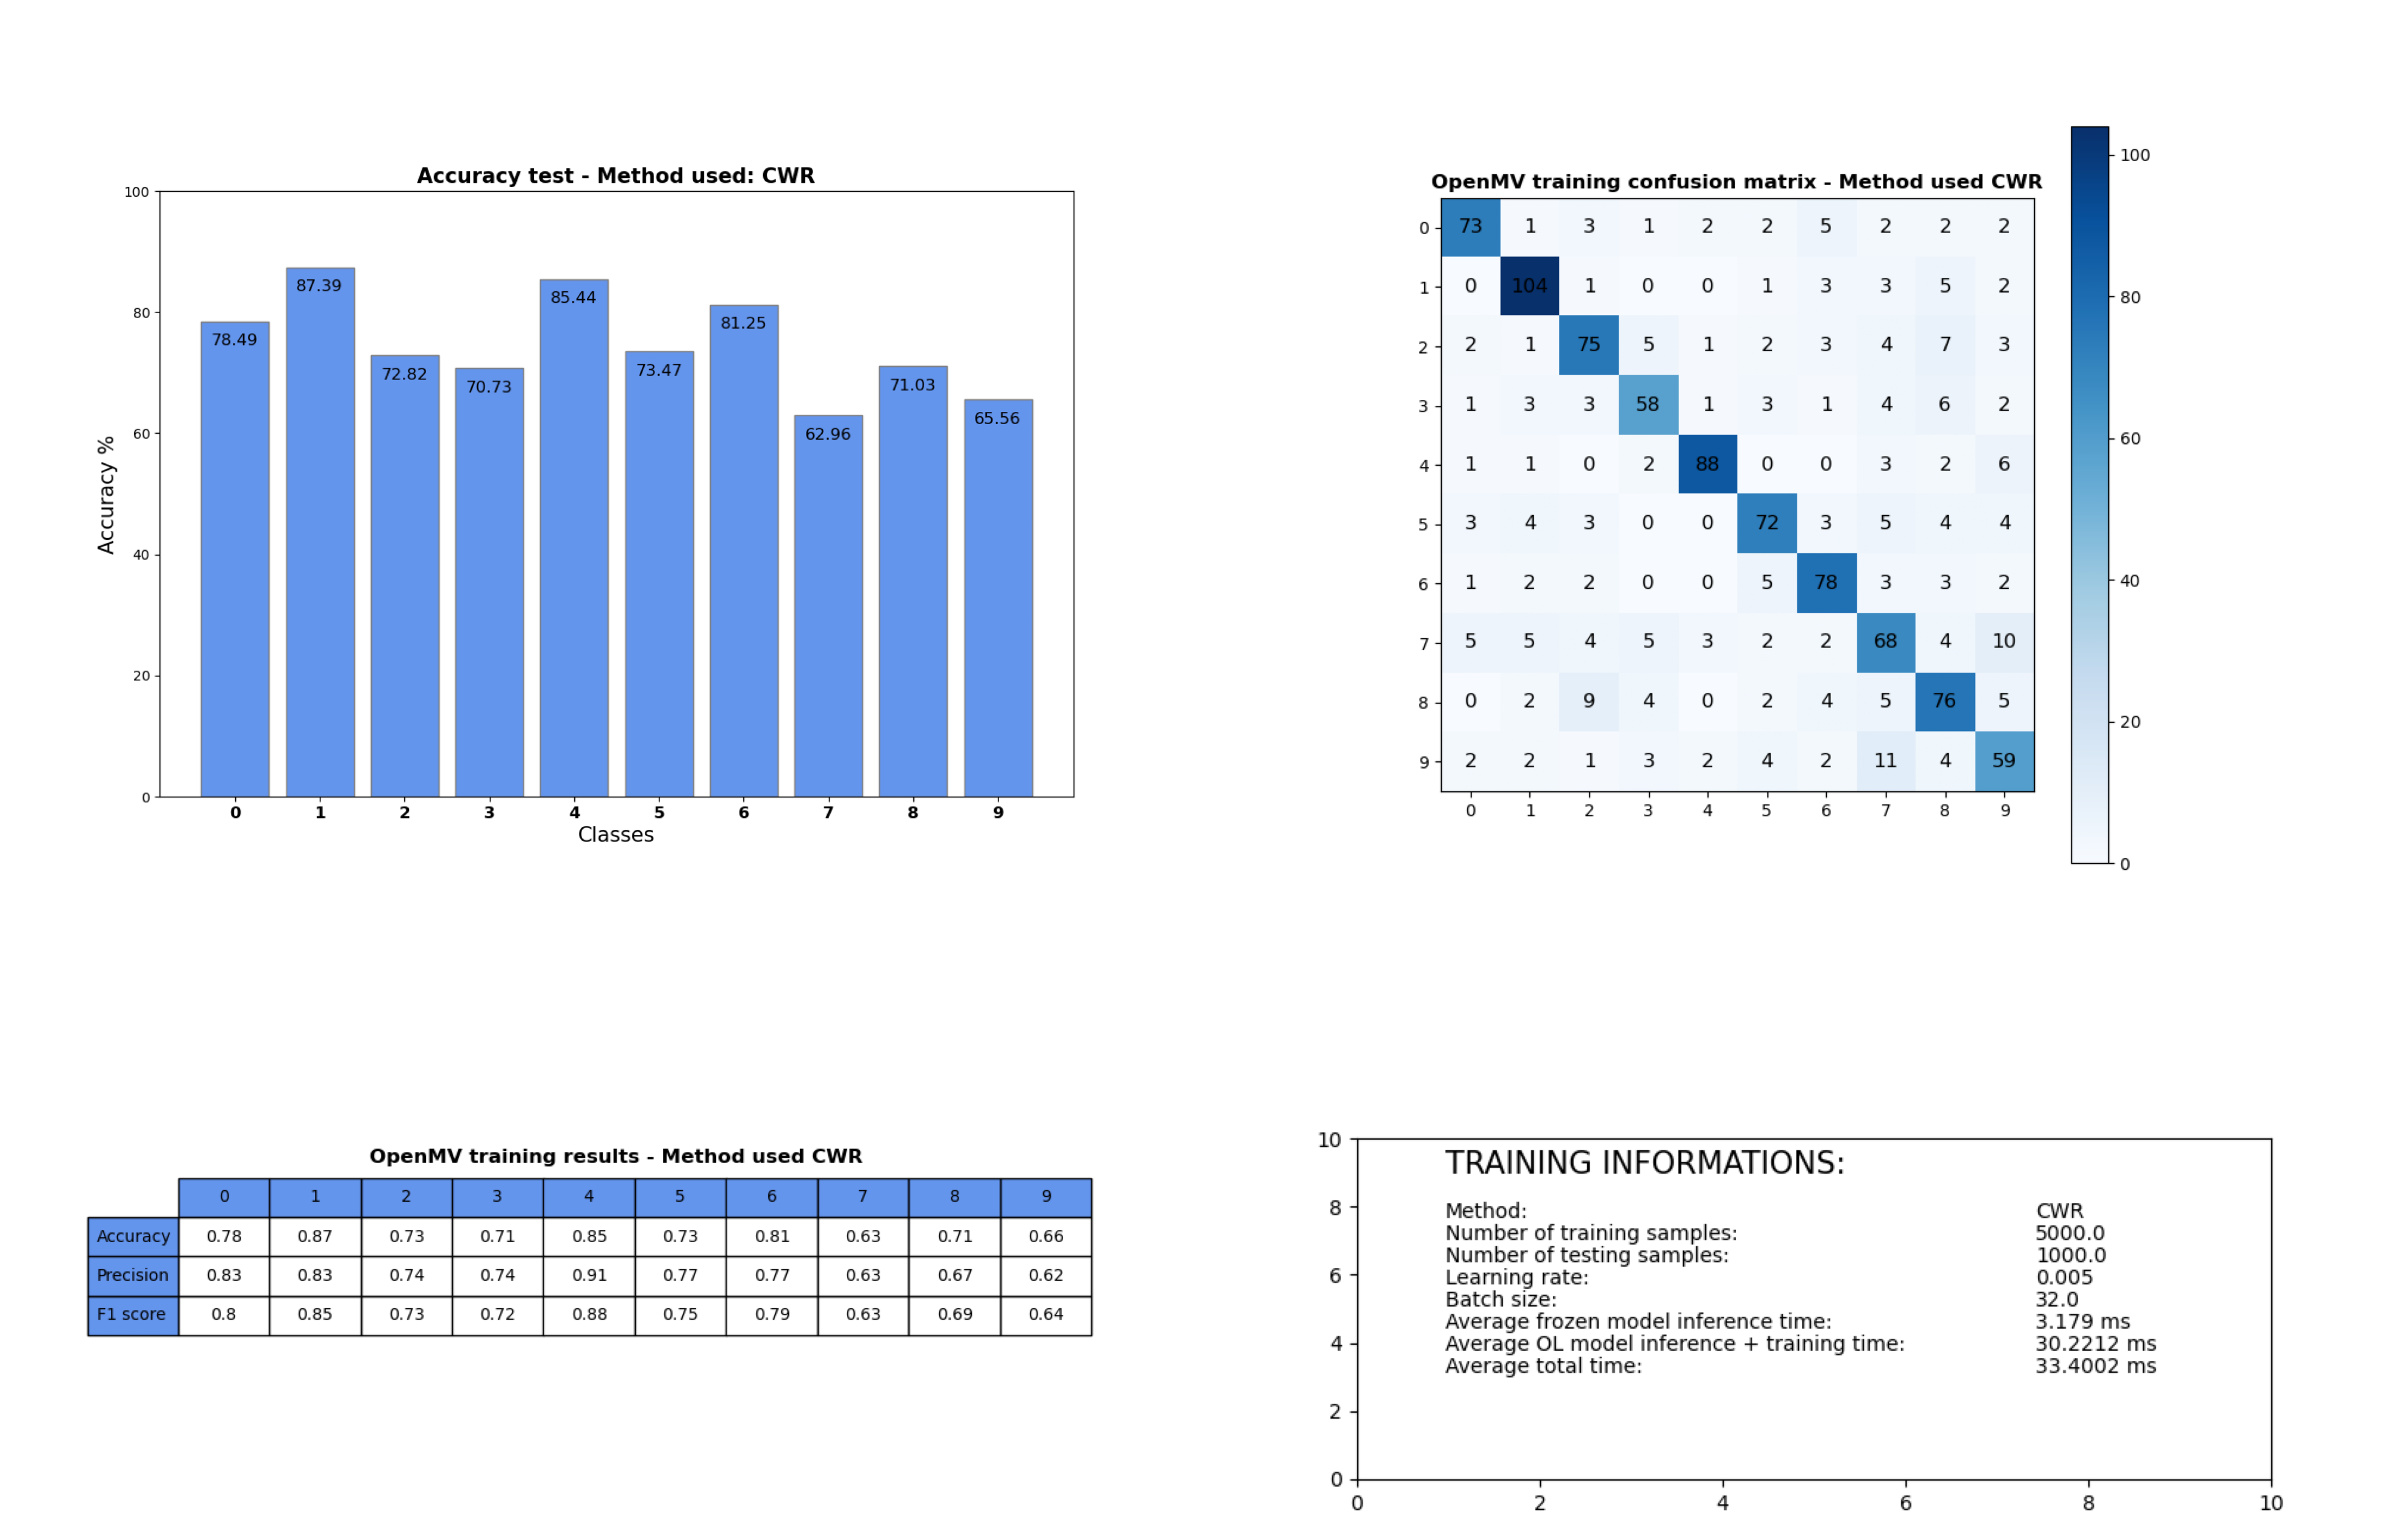 Accuracy test - Method used: CWR
100
80
60
40
20
0
Accuracy %
78.49 87.39 72.82 70.73 85.44 73.47 81.25 62.96 71.03 65.56
0 1 2 3 4 5 6 7 8 9
Classes
OpenMV training confusion matrix - Method used CWR
0 73 1 3 1 2 2 5 2 2 2
1 0 104 1 0 0 1 3 3 5 2
2 2 1 75 5 1 2 3 4 7 3
3 1 3 3 58 1 3 1 4 6 2
4 1 1 0 2 88 0 0 3 2 6
5 3 4 3 0 0 72 3 5 4 4
6 1 2 2 0 0 5 78 3 3 2
7 5 5 4 5 3 2 2 68 4 10
8 0 2 9 4 0 2 4 5 76 5
9 2 2 1 3 2 4 2 11 4 59
0 1 2 3 4 5 6 7 8 9
100
80
60
40
20
0
OpenMV training results - Method used CWR
0 1 2 3 4 5 6 7 8 9
Accuracy 0.78 0.87 0.73 0.71 0.85 0.73 0.81 0.63 0.71 0.66
Precision 0.83 0.83 0.74 0.74 0.91 0.77 0.77 0.63 0.67 0.62
F1 score 0.8 0.85 0.73 0.72 0.88 0.75 0.79 0.63 0.69 0.64
10
8
6
4
2
0
TRAINING INFORMATIONS:
Method: CWR
Number of training samples: 5000.0
Number of testing samples: 1000.0
Learning rate: 0.005
Batch size: 32.0
Average frozen model inference time: 3.179 ms
Average OL model inference + training time: 30.2212 ms
Average total time: 33.4002 ms
0 2 4 6 8 10